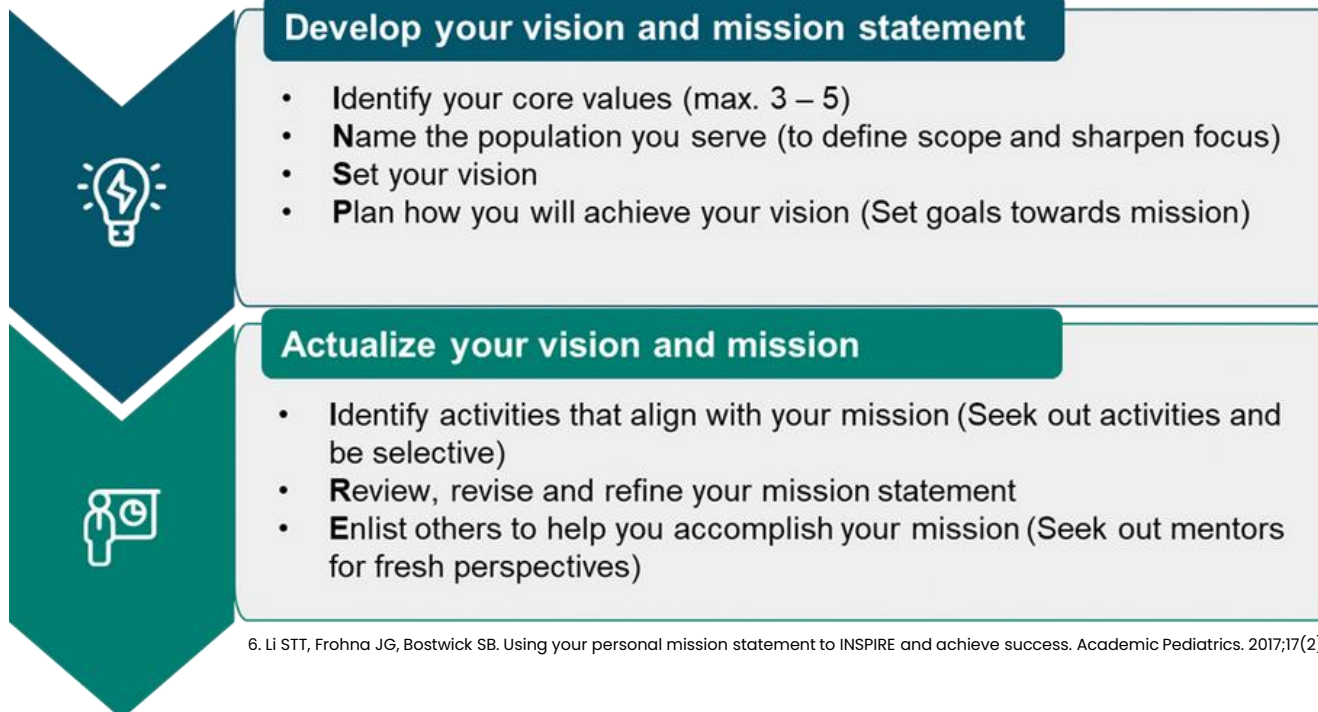 Develop your vision and mission statement
• Identify your core values (max. 3 – 5)
• Name the population you serve (to define scope and sharpen focus)
• Set your vision
• Plan how you will achieve your vision (Set goals towards mission)
Actualize your vision and mission
• Identify activities that align with your mission (Seek out activities and
be selective)
• Review, revise and refine your mission statement
• Enlist others to help you accomplish your mission (Seek out mentors
for fresh perspectives)
6. Li STT, Frohna JG, Bostwick SB. Using your personal mission statement to INSPIRE and achieve success. Academic Pediatrics. 2017;17(2)